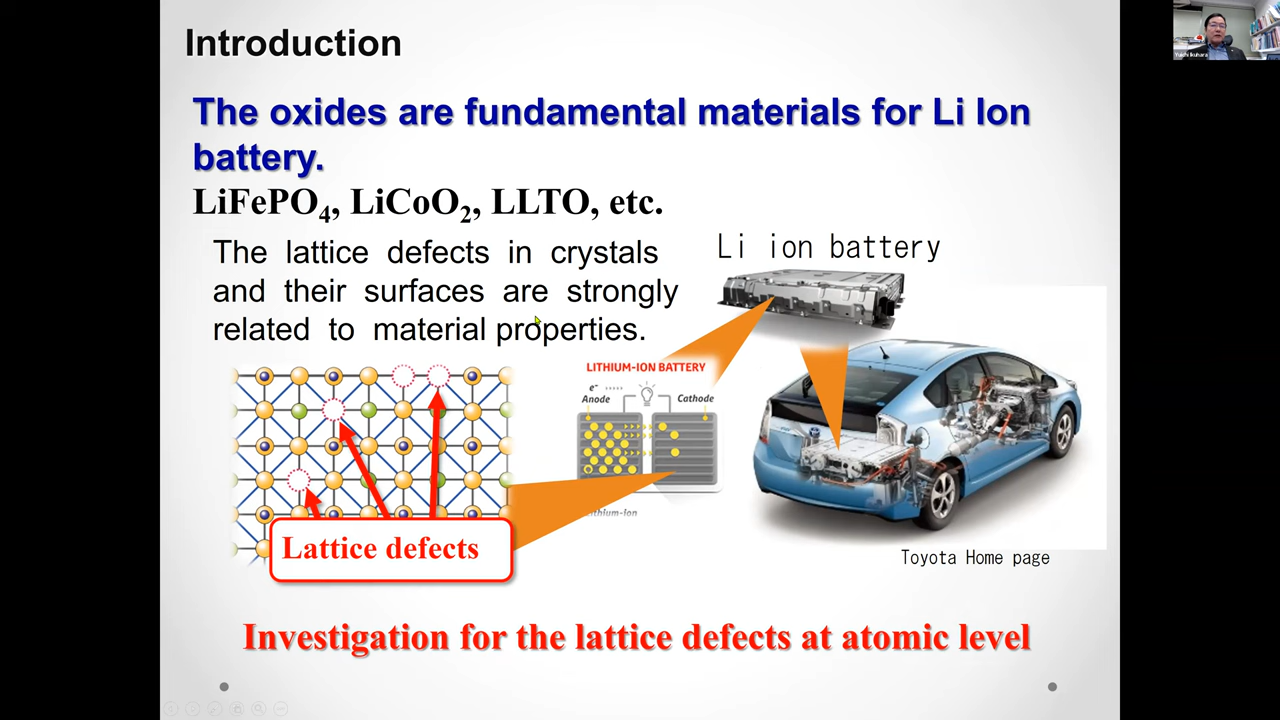 Introduction
The oxides are fundamental materials for Li Ion
battery.
LiFePO₄, LiCoO₂, LLTO, etc.
The lattice defects in crystals
and their surfaces are strongly
related to material properties.
Li ion battery
LITHIUM-ION BATTERY
e⁻
Anode
Cathode
Lattice defects
Toyota Home page
Investigation for the lattice defects at atomic level
Yuichi Ikuhara